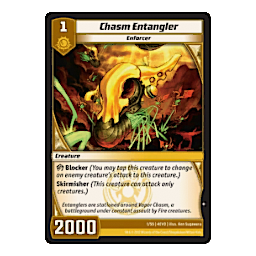 1
Chasm Entangler
Enforcer
Creature
Blocker (You may tap this creature to change
an enemy creature's attack to this creature.)
Skirmisher (This creature can attack only
creatures.)
Entanglers are stationed around Vapor Chasm, a
battleground under constant assault by Fire creatures.
2000